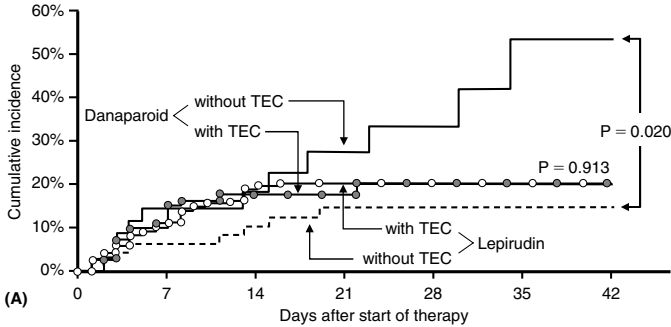 60%
50%
40%
30%
20%
10%
0%
Cumulative incidence
Danaparoid
without TEC
with TEC
P = 0.020
P = 0.913
with TEC
Lepirudin
without TEC
0 7 14 21 28 35 42
(A)
Days after start of therapy